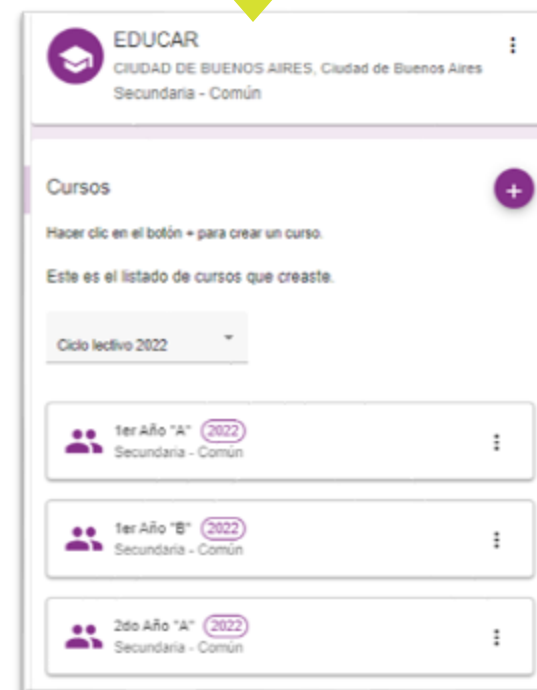 EDUCAR
CIUDAD DE BUENOS AIRES, Ciudad de Buenos Aires
Secundaria - Común
Cursos
+
Hacer clic en el botón + para crear un curso.
Este es el listado de cursos que creaste.
Ciclo lectivo 2022
1er Año "A" 2022
Secundaria - Común
1er Año "B" 2022
Secundaria - Común
2do Año "A" 2022
Secundaria - Común